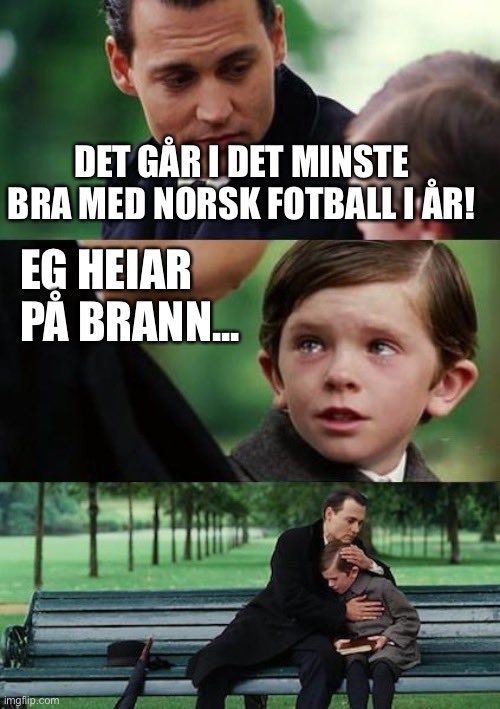 DET GÅR I DET MINSTE
BRA MED NORSK FOTBALL I ÅR!
EG HEIAR
PÅ BRANN...
imgflip.com